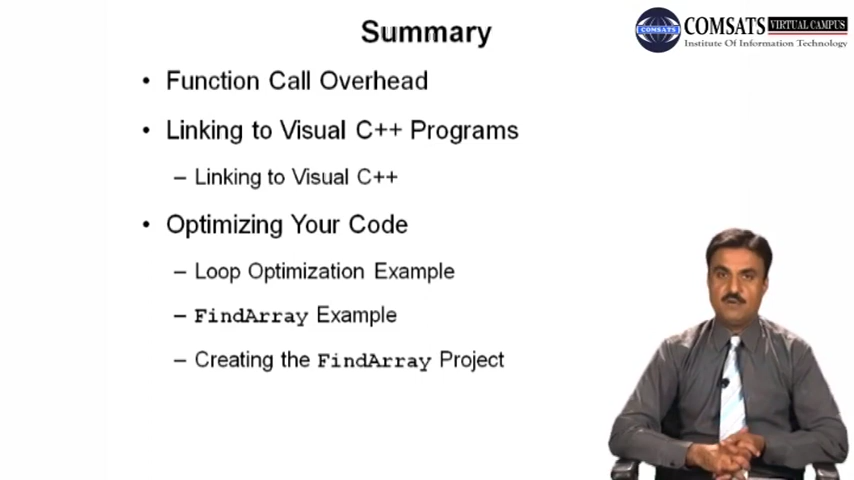 Summary
COMSATS VIRTUAL CAMPUS
Institute Of Information Technology
COMSATS
• Function Call Overhead
• Linking to Visual C++ Programs
– Linking to Visual C++
• Optimizing Your Code
– Loop Optimization Example
– FindArray Example
– Creating the FindArray Project